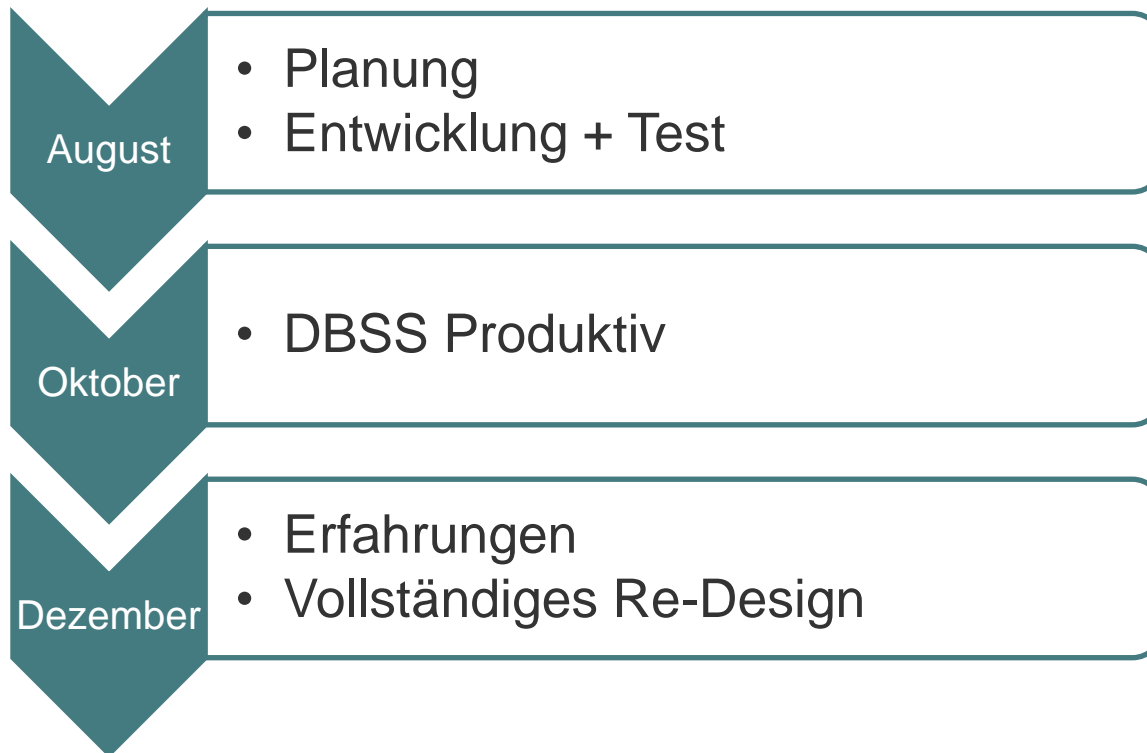 August
• Planung
• Entwicklung + Test
Oktober
• DBSS Produktiv
Dezember
• Erfahrungen
• Vollständiges Re-Design